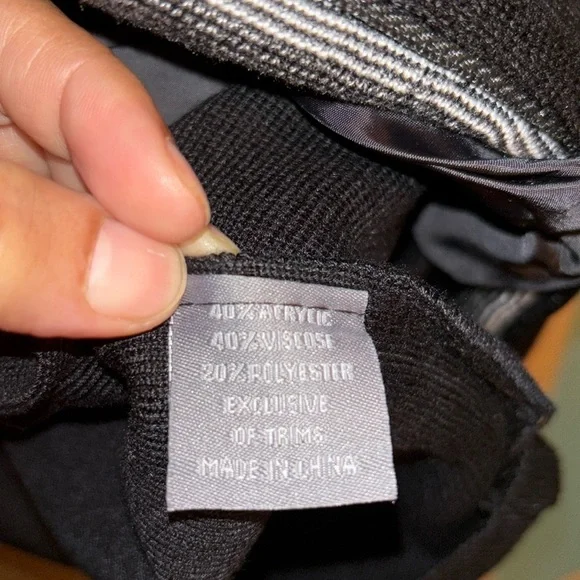 40% ACRYLIC
40% VISCOSE
20% POLYESTER
EXCLUSIVE
OF TRIMS
MADE IN CHINA